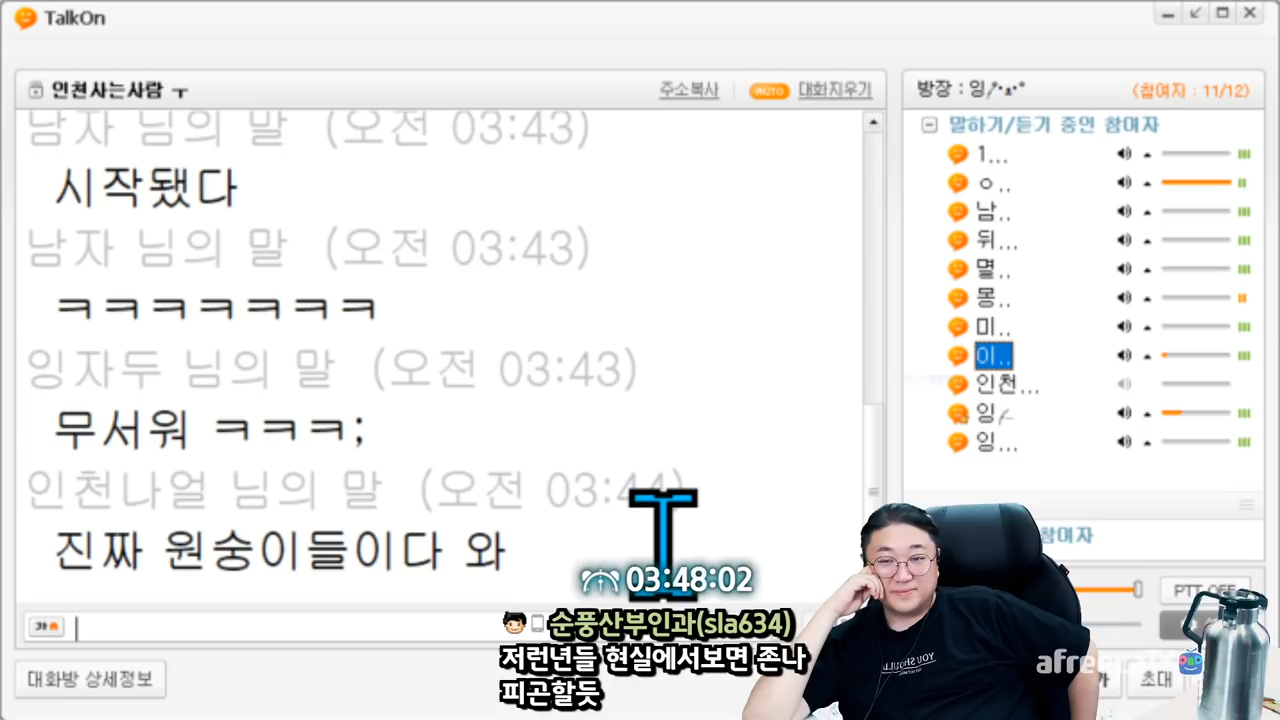 TalkOn
인천사는사람 ㅜ
주소복사
AUTO
대화지우기
남자 님의 말 (오전 03:43)
시작됐다
남자 님의 말 (오전 03:43)
ㅋㅋㅋㅋㅋㅋㅋ
잉자두 님의 말 (오전 03:43)
무서워 ㅋㅋㅋ;
인천나얼 님의 말 (오전 03:44)
진짜 원숭이들이다 와
가
대화방 상세정보
방장 : 잉
(참여자 : 11/12)
말하기/듣기 중인 참여자
1...
ㅇ..
남..
뒤...
멸..
몽..
미..
이..
인천...
잉
잉...
참여자
PTT OFF
초대
03:48:02
순풍산부인과(sla634)
저런년들 현실에서보면 존나
피곤할듯
YOU SHOULD
afreecaTV